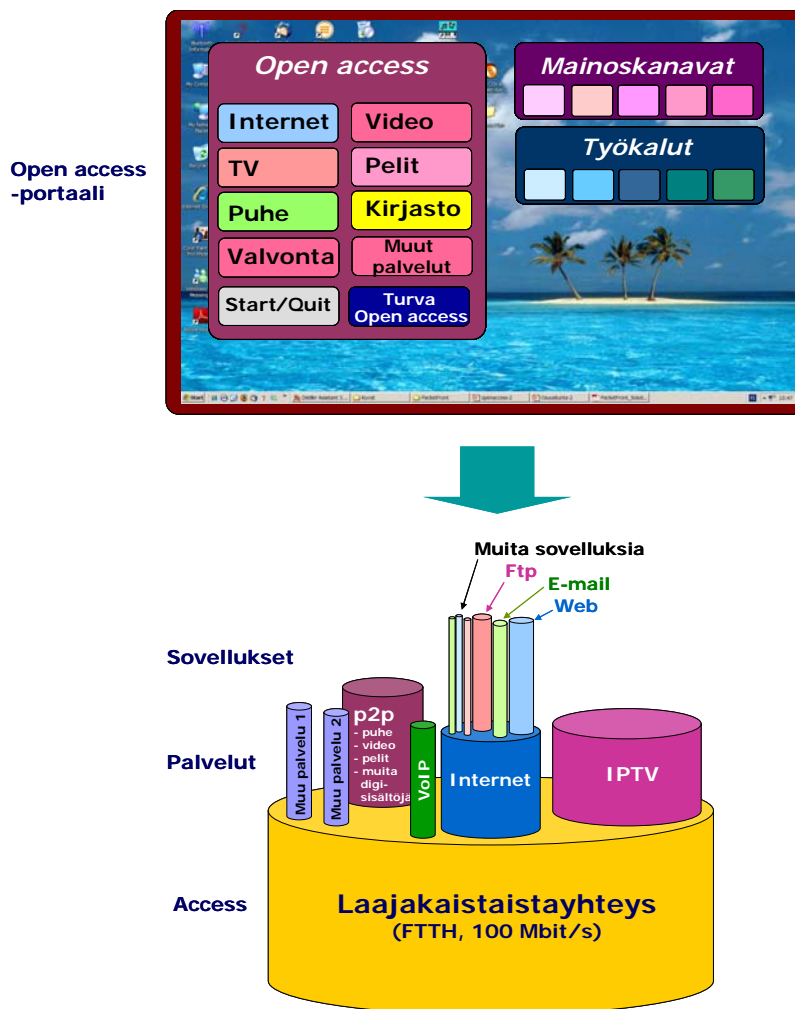 Open access
-portaali
Open access
Internet
Video
TV
Pelit
Puhe
Kirjasto
Valvonta
Muut
palvelut
Start/Quit
Turva
Open access
Mainoskanavat
Työkalut
Muita sovelluksia
Ftp
E-mail
Web
Sovellukset
Palvelut
Muu palvelu 1
Muu palvelu 2
p2p
- puhe
- video
- pelit
- muita
digi-
sisältöjä
VoIP
Internet
IPTV
Access
Laajakaistaistayhteys
(FTTH, 100 Mbit/s)